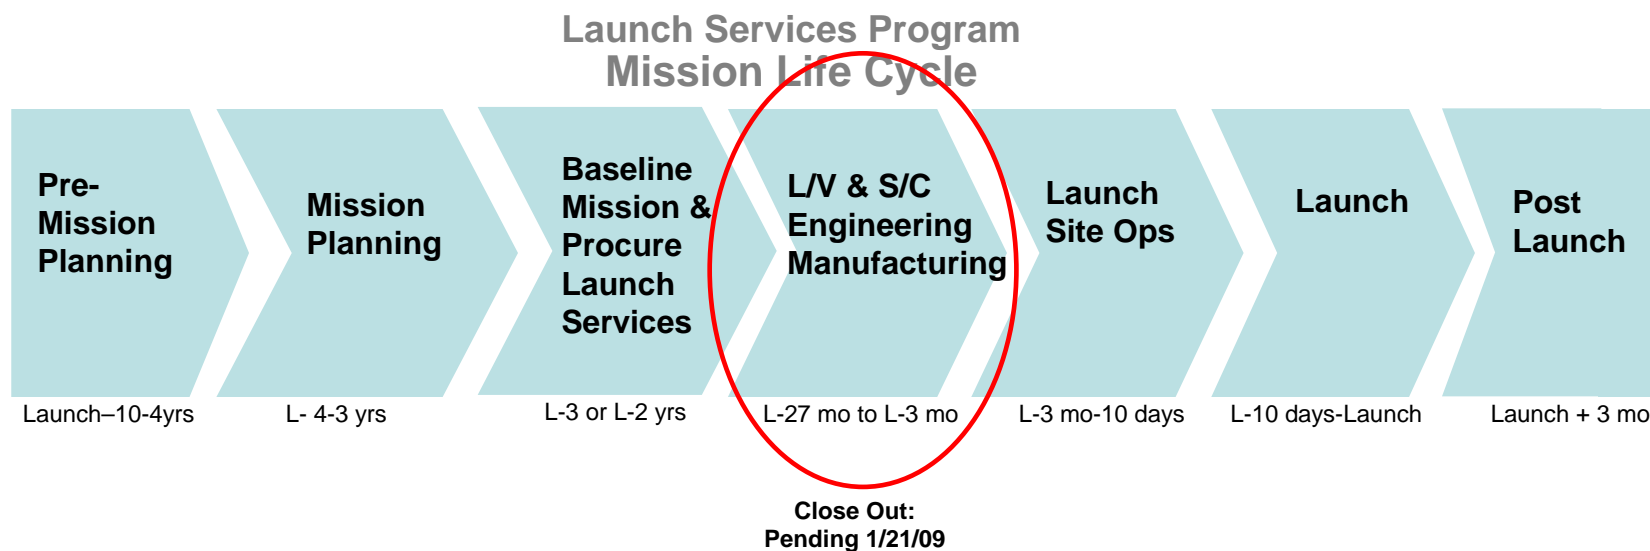 Launch Services Program
Mission Life Cycle
Pre-
Mission
Planning
Mission
Planning
Baseline
Mission &
Procure
Launch
Services
L/V & S/C
Engineering
Manufacturing
Launch
Site Ops
Launch
Post
Launch
Launch–10-4yrs
L- 4-3 yrs
L-3 or L-2 yrs
L-27 mo to L-3 mo
L-3 mo-10 days
L-10 days-Launch
Launch + 3 mo
Close Out:
Pending 1/21/09